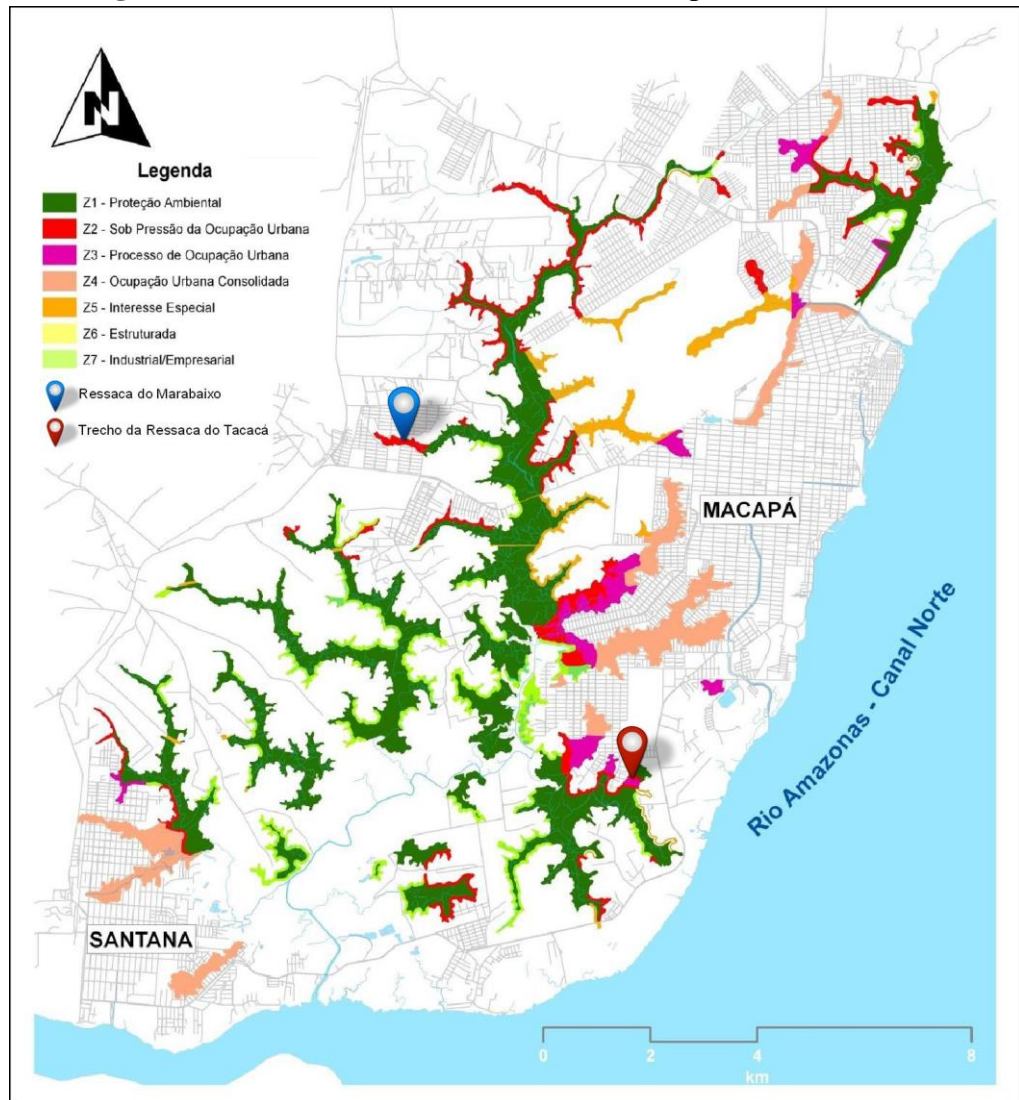 N
Legenda
Z1 - Proteção Ambiental
Z2 - Sob Pressão da Ocupação Urbana
Z3 - Processo de Ocupação Urbana
Z4 - Ocupação Urbana Consolidada
Z5 - Interesse Especial
Z6 - Estruturada
Z7 - Industrial/Empresarial
Ressaca do Marabaixo
Trecho da Ressaca do Tacacá
MACAPÁ
Rio Amazonas - Canal Norte
SANTANA
0 2 4 8
km